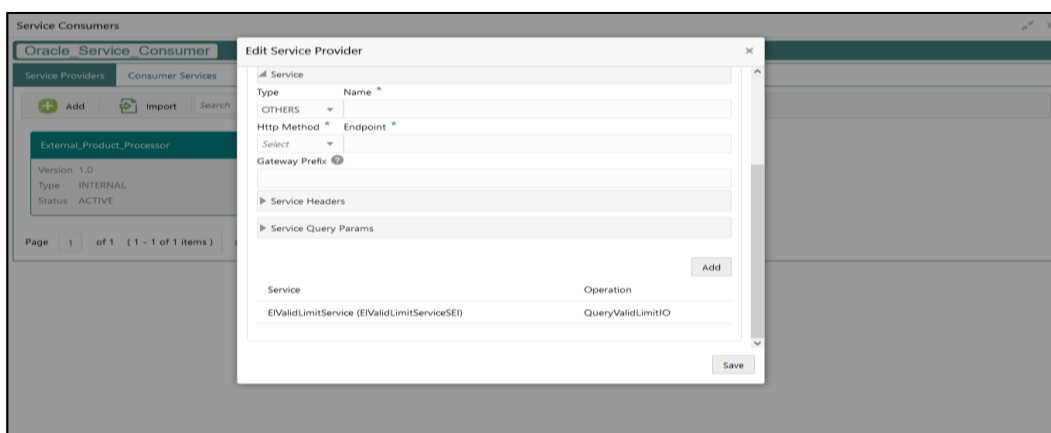 Service Consumers
Oracle_Service_Consumer
Service Providers Consumer Services
Add Import Search
External_Product_Processor
Version 1.0
Type INTERNAL
Status ACTIVE
Page 1 of 1 ( 1 - 1 of 1 items )
Edit Service Provider
Service
Type Name *
OTHERS
Http Method * Endpoint *
Select
Gateway Prefix
Service Headers
Service Query Params
Add
Service Operation
EIValidLimitService (EIValidLimitServiceSEI) QueryValidLimitIO
Save